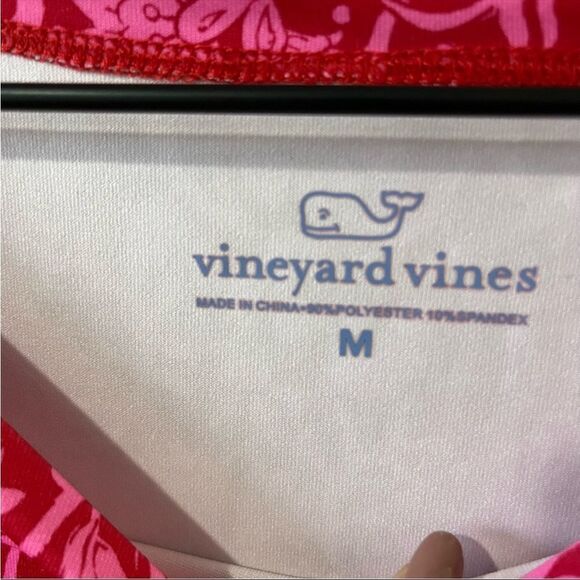 vineyard vines
MADE IN CHINA•90%POLYESTER 10%SPANDEX
M